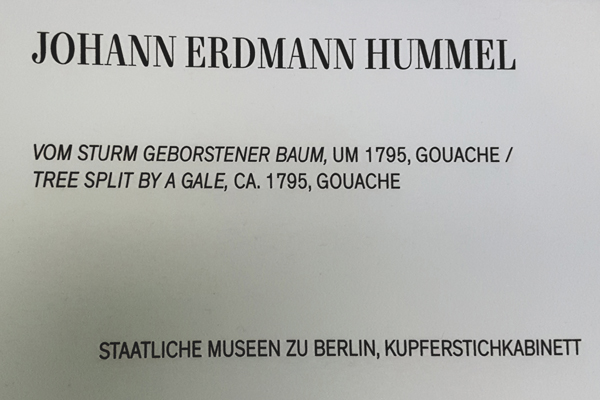 JOHANN ERDMANN HUMMEL
VOM STURM GEBORSTENER BAUM, UM 1795, GOUACHE /
TREE SPLIT BY A GALE, CA. 1795, GOUACHE
STAATLICHE MUSEEN ZU BERLIN, KUPFERSTICHKABINETT